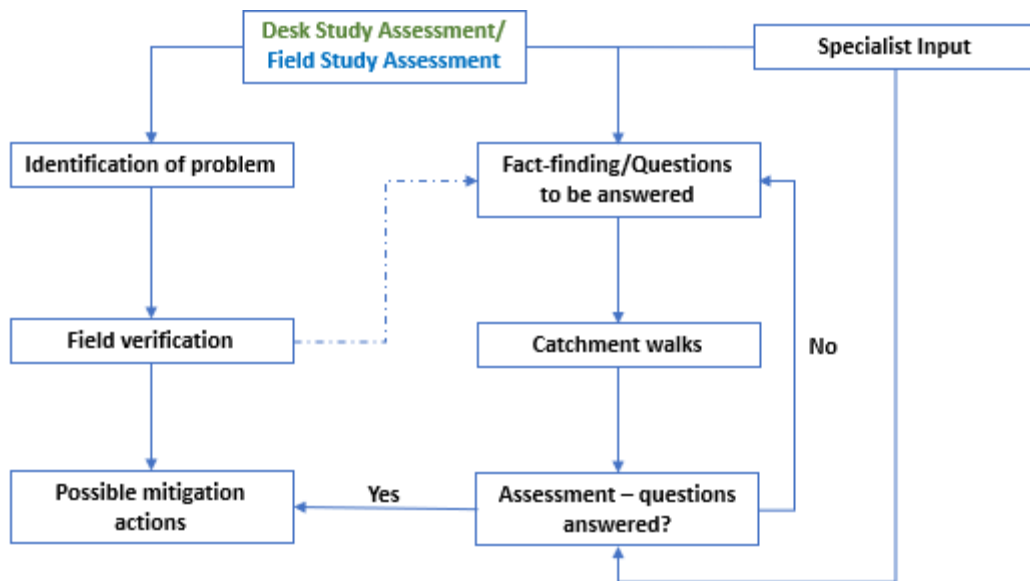 Desk Study Assessment/
Field Study Assessment
Specialist Input
Identification of problem
Fact-finding/Questions
to be answered
Field verification
Catchment walks
No
Possible mitigation
actions
Yes
Assessment – questions
answered?